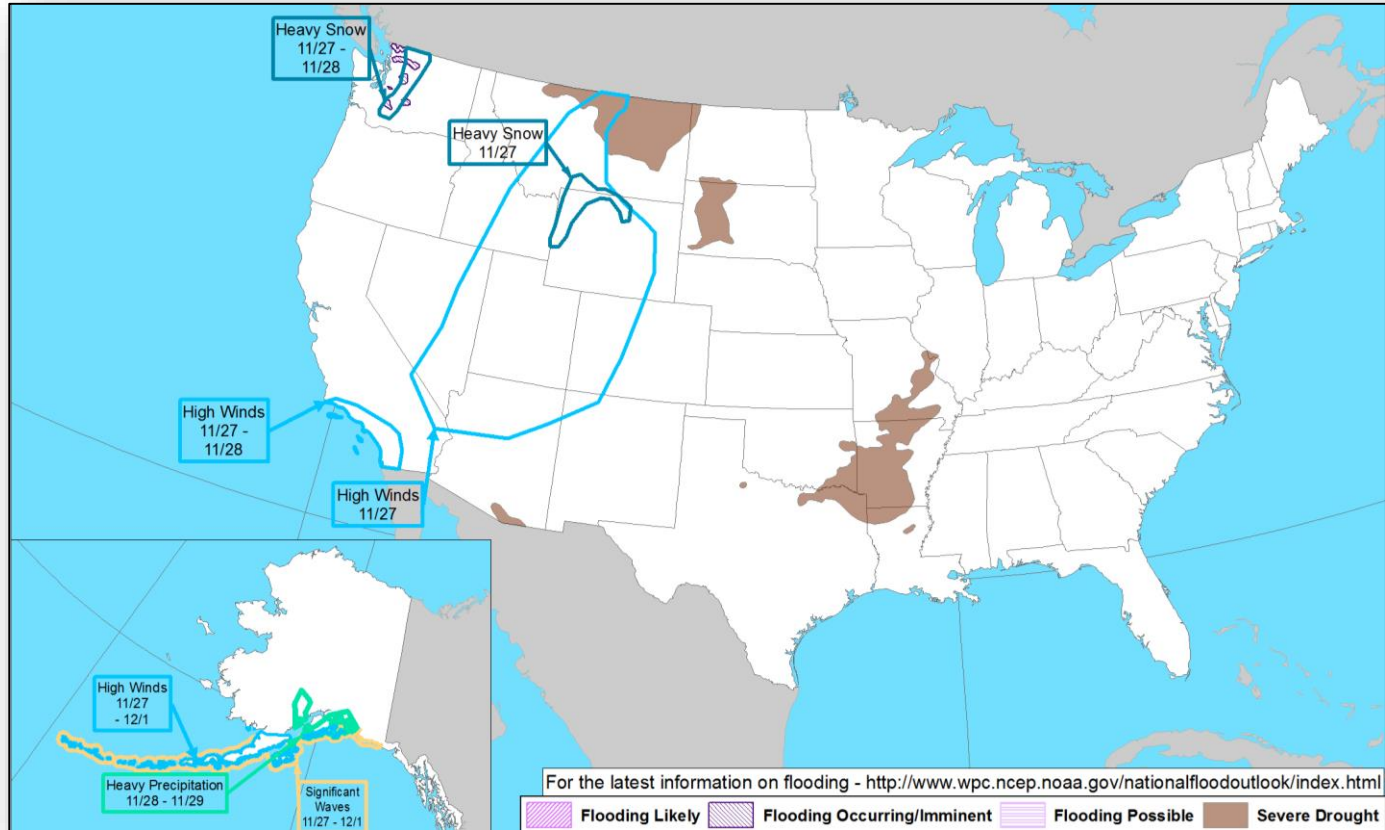 Heavy Snow
11/27 -
11/28
Heavy Snow
11/27
High Winds
11/27 -
11/28
High Winds
11/27
High Winds
11/27
- 12/1
Heavy Precipitation
11/28 - 11/29
Significant
Waves
11/27 - 12/1
For the latest information on flooding - http://www.wpc.ncep.noaa.gov/nationalfloodoutlook/index.html
Flooding Likely
Flooding Occurring/Imminent
Flooding Possible
Severe Drought